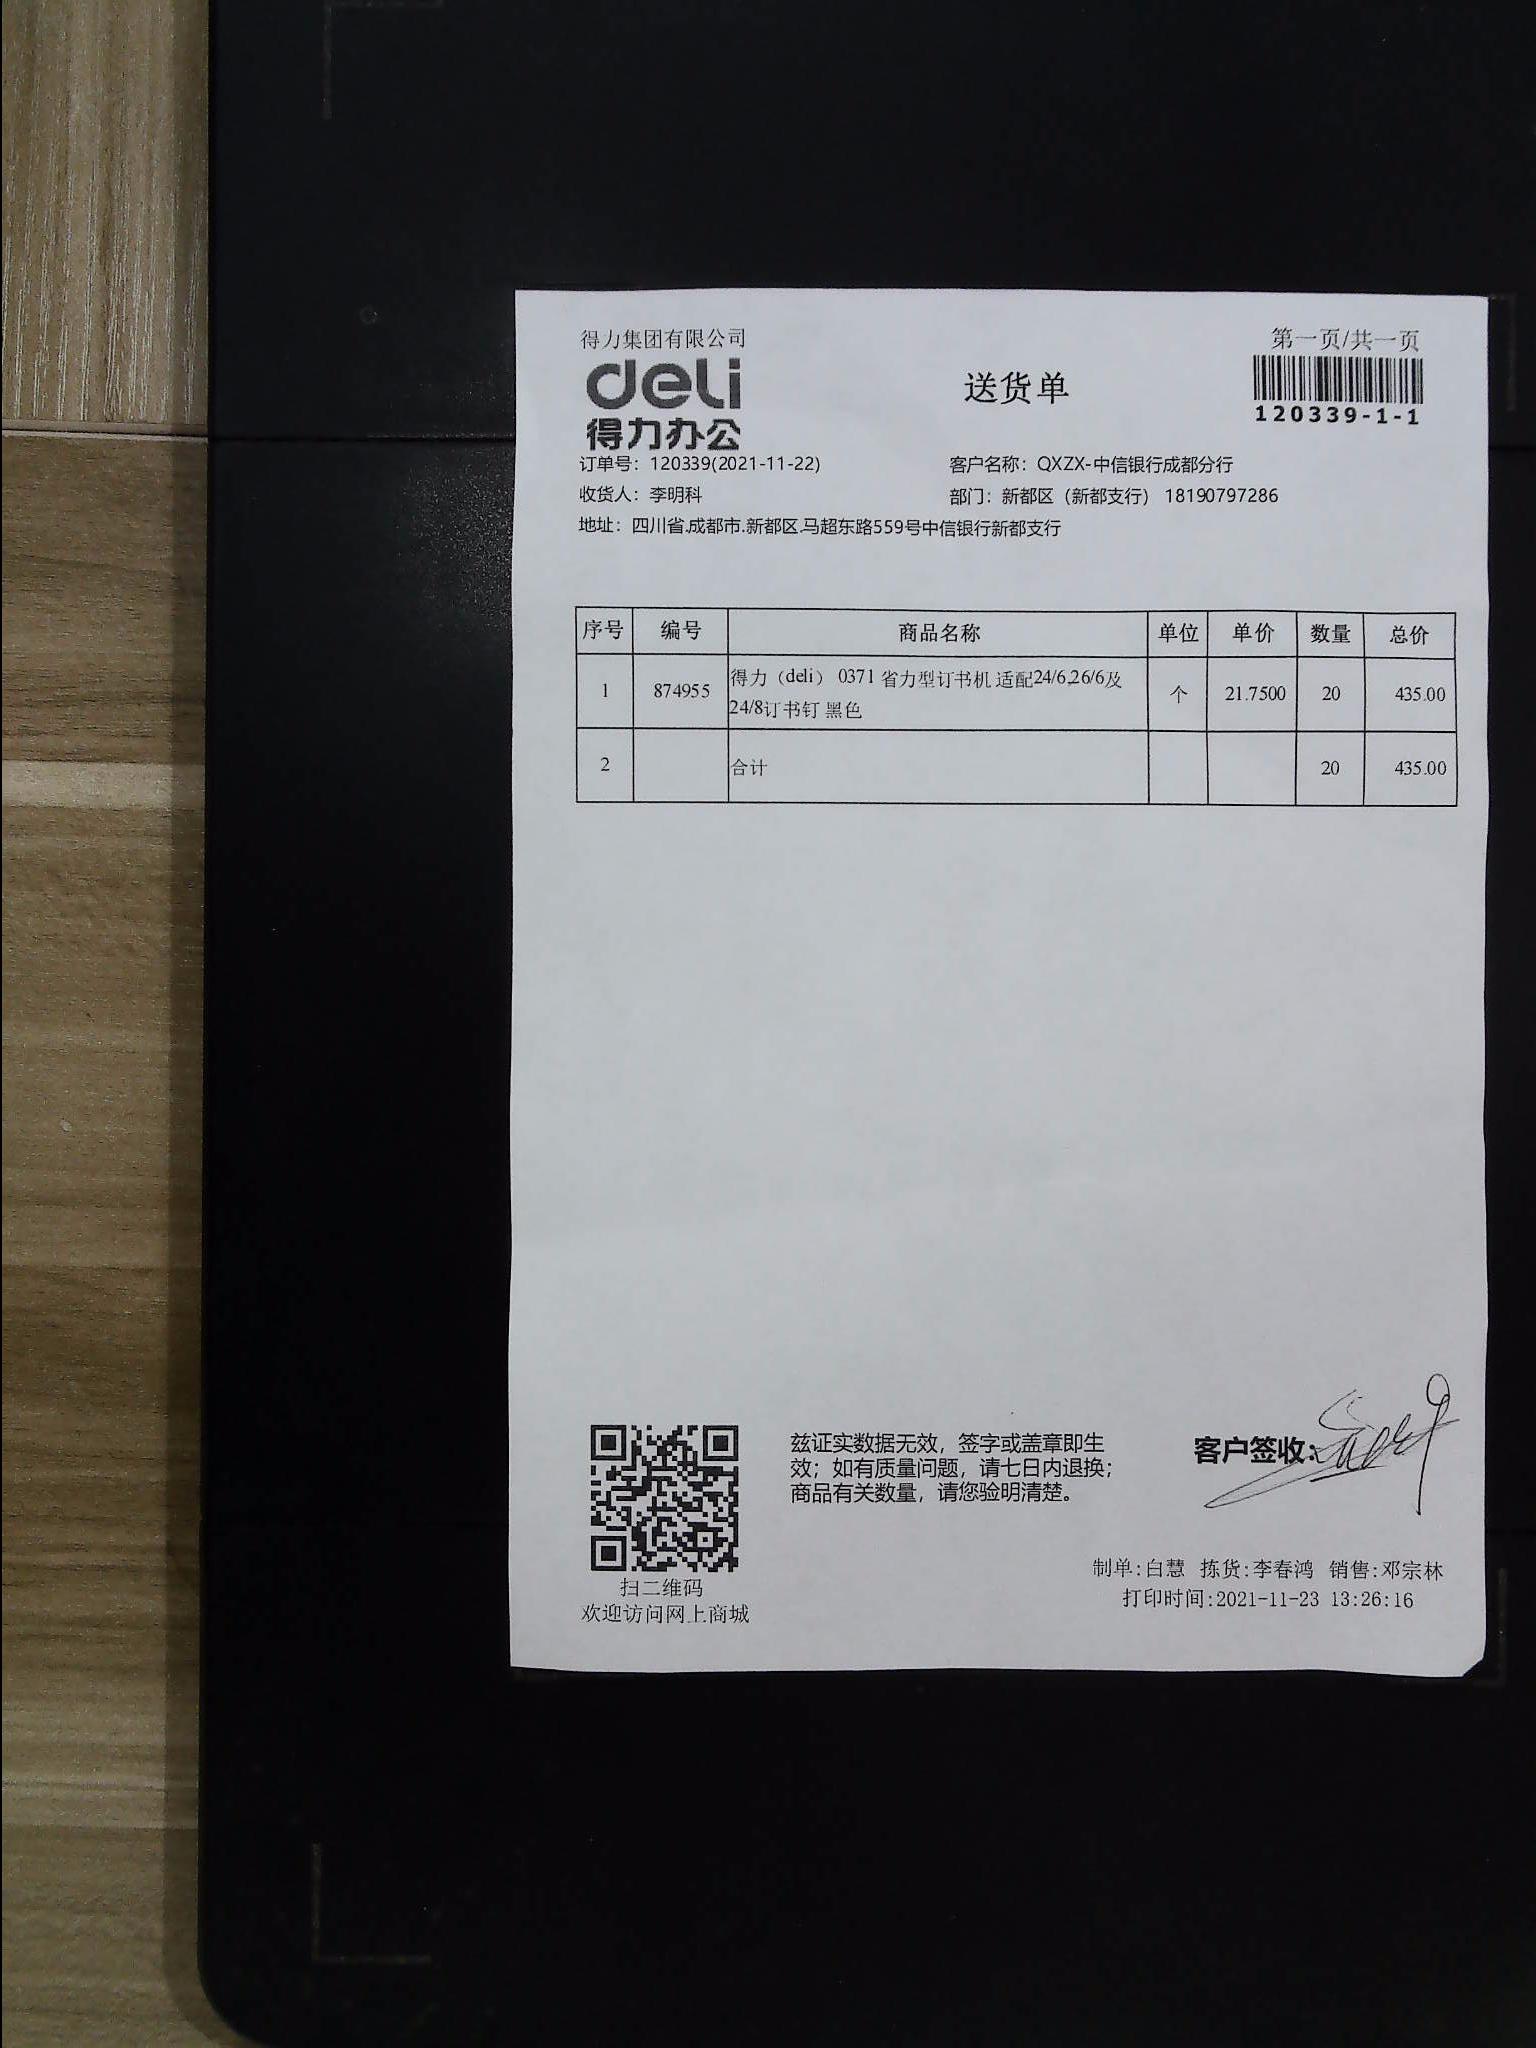 得力集团有限公司
第一页/共一页
deli
得力办公
送货单
120339-1-1
订单号：120339(2021-11-22)
客户名称：QXZX-中信银行成都分行
收货人：李明科
部门：新都区（新都支行） 18190797286
地址：四川省.成都市.新都区.马超东路559号中信银行新都支行
序号 编号 商品名称 单位 单价 数量 总价
1 874955 得力（deli） 0371 省力型订书机 适配24/6,26/6及 个 21.7500 20 435.00
24/8订书钉 黑色
2 合计 20 435.00
兹证实数据无效，签字或盖章即生
效；如有质量问题，请七日内退换；
商品有关数量，请您验明清楚。
客户签收:
扫二维码
欢迎访问网上商城
制单:白慧 拣货:李春鸿 销售:邓宗林
打印时间:2021-11-23 13:26:16